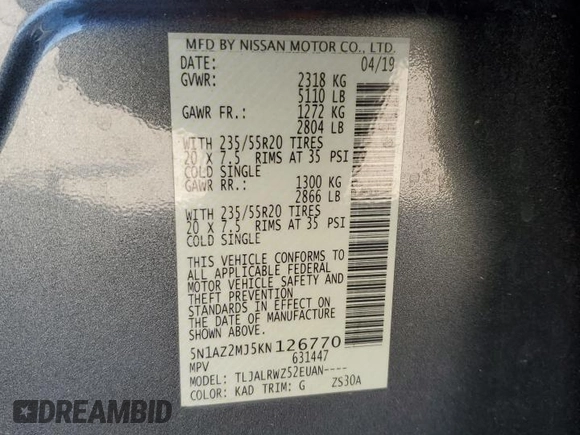 MFD BY NISSAN MOTOR CO., LTD.
DATE: 04/19
GVWR: 2318 KG
5110 LB
GAWR FR.: 1272 KG
2804 LB
WITH 235/55R20 TIRES
20 X 7.5 RIMS AT 35 PSI
COLD SINGLE
GAWR RR.: 1300 KG
2866 LB
WITH 235/55R20 TIRES
20 X 7.5 RIMS AT 35 PSI
COLD SINGLE
THIS VEHICLE CONFORMS TO
ALL APPLICABLE FEDERAL
MOTOR VEHICLE SAFETY AND
THEFT PREVENTION
STANDARDS IN EFFECT ON
THE DATE OF MANUFACTURE
SHOWN ABOVE.
5N1AZ2MJ5KN126770
MPV 631447
MODEL: TLJALRWZ52EUAN----
COLOR: KAD TRIM: G ZS30A
DREAMBID